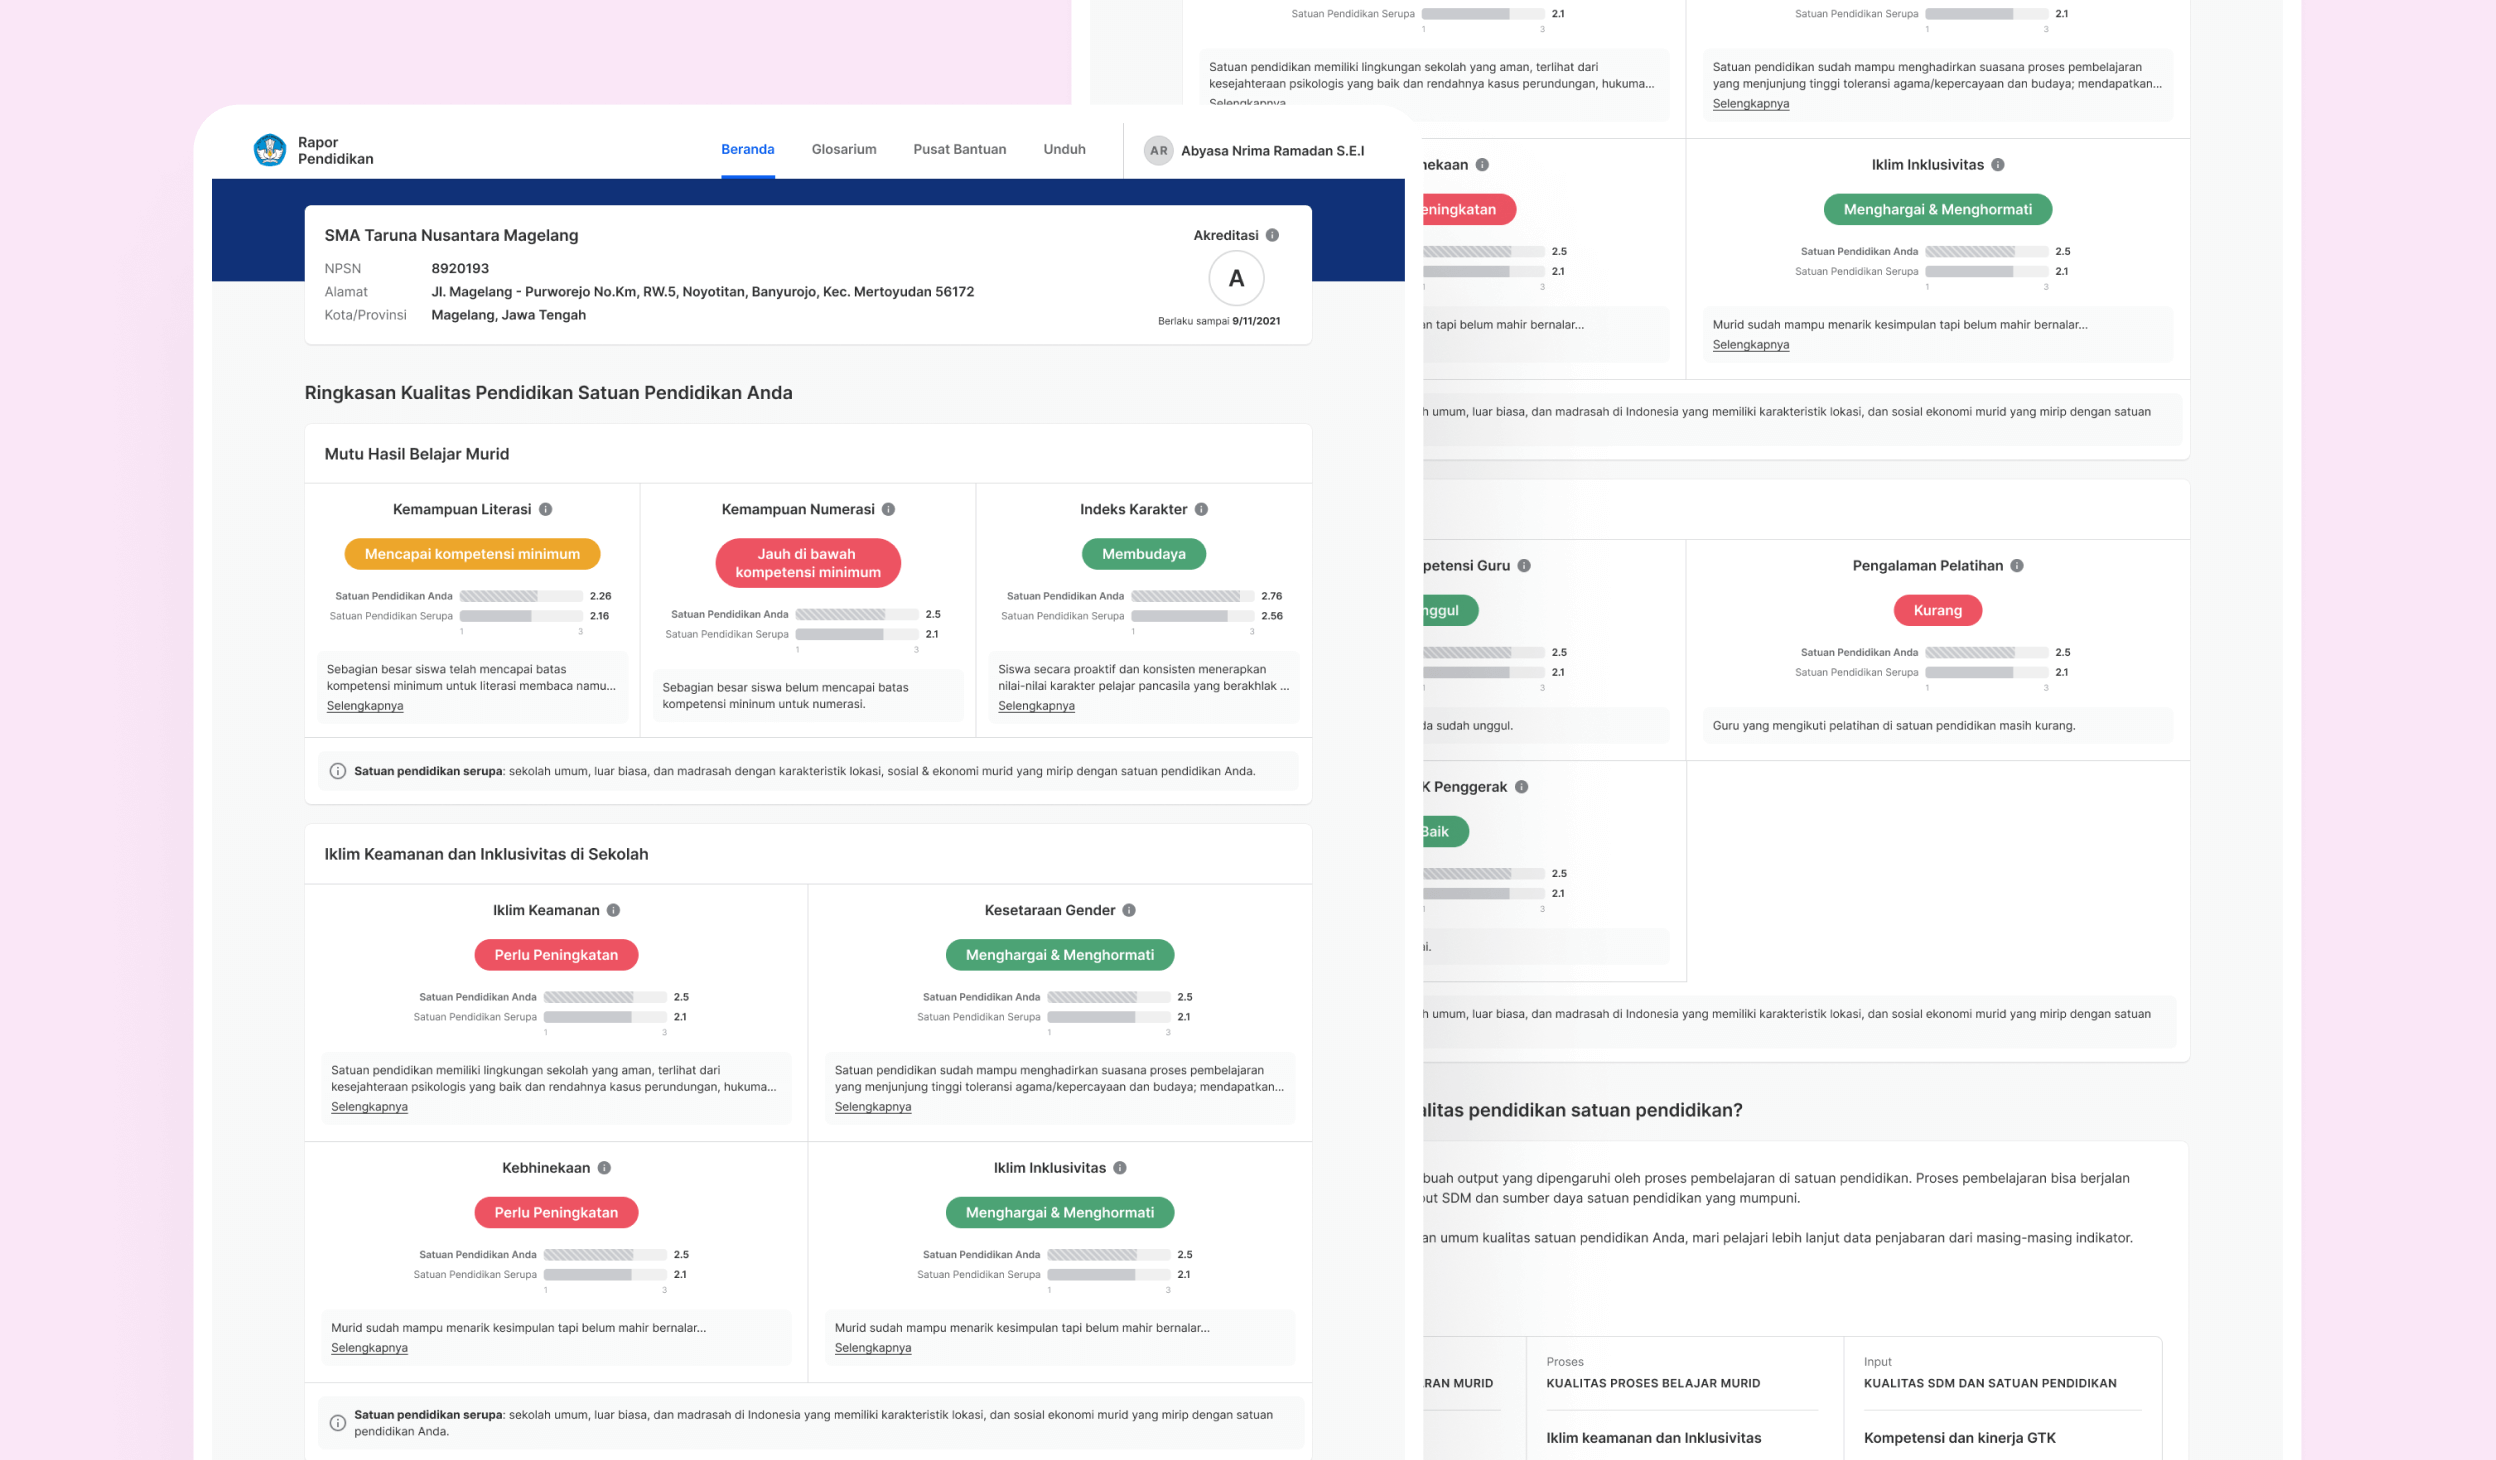 Rapor
Pendidikan
Beranda
Glosarium
Pusat Bantuan
Unduh
AR
Abyasa Nrima Ramadan S.E.I
SMA Taruna Nusantara Magelang
NPSN 8920193
Alamat Jl. Magelang - Purworejo No.Km, RW.5, Noyotitan, Banyurojo, Kec. Mertoyudan 56172
Kota/Provinsi Magelang, Jawa Tengah
Akreditasi
A
Berlaku sampai 9/11/2021
Ringkasan Kualitas Pendidikan Satuan Pendidikan Anda
Mutu Hasil Belajar Murid
Kemampuan Literasi
Mencapai kompetensi minimum
Satuan Pendidikan Anda 2.26
Satuan Pendidikan Serupa 2.16
1 3
Sebagian besar siswa telah mencapai batas
kompetensi minimum untuk literasi membaca namu...
Selengkapnya
Kemampuan Numerasi
Jauh di bawah
kompetensi minimum
Satuan Pendidikan Anda 2.5
Satuan Pendidikan Serupa 2.1
1 3
Sebagian besar siswa belum mencapai batas
kompetensi mininum untuk numerasi.
Indeks Karakter
Membudaya
Satuan Pendidikan Anda 2.76
Satuan Pendidikan Serupa 2.56
1 3
Siswa secara proaktif dan konsisten menerapkan
nilai-nilai karakter pelajar pancasila yang berakhlak ...
Selengkapnya
Satuan pendidikan serupa: sekolah umum, luar biasa, dan madrasah dengan karakteristik lokasi, sosial & ekonomi murid yang mirip dengan satuan pendidikan Anda.
Iklim Keamanan dan Inklusivitas di Sekolah
Iklim Keamanan
Perlu Peningkatan
Satuan Pendidikan Anda 2.5
Satuan Pendidikan Serupa 2.1
1 3
Satuan pendidikan memiliki lingkungan sekolah yang aman, terlihat dari
kesejahteraan psikologis yang baik dan rendahnya kasus perundungan, hukuma...
Selengkapnya
Kesetaraan Gender
Menghargai & Menghormati
Satuan Pendidikan Anda 2.5
Satuan Pendidikan Serupa 2.1
1 3
Satuan pendidikan sudah mampu menghadirkan suasana proses pembelajaran
yang menjunjung tinggi toleransi agama/kepercayaan dan budaya; mendapatkan...
Selengkapnya
Kebhinekaan
Perlu Peningkatan
Satuan Pendidikan Anda 2.5
Satuan Pendidikan Serupa 2.1
1 3
Murid sudah mampu menarik kesimpulan tapi belum mahir bernalar...
Selengkapnya
Iklim Inklusivitas
Menghargai & Menghormati
Satuan Pendidikan Anda 2.5
Satuan Pendidikan Serupa 2.1
1 3
Murid sudah mampu menarik kesimpulan tapi belum mahir bernalar...
Selengkapnya
Satuan pendidikan serupa: sekolah umum, luar biasa, dan madrasah di Indonesia yang memiliki karakteristik lokasi, dan sosial ekonomi murid yang mirip dengan satuan
pendidikan Anda.
Satuan Pendidikan Serupa 2.1
1 3
Satuan pendidikan memiliki lingkungan sekolah yang aman, terlihat dari
kesejahteraan psikologis yang baik dan rendahnya kasus perundungan, hukuma...
Selengkapnya
Satuan Pendidikan Serupa 2.1
1 3
Satuan pendidikan sudah mampu menghadirkan suasana proses pembelajaran
yang menjunjung tinggi toleransi agama/kepercayaan dan budaya; mendapatkan...
Selengkapnya
nekaan
eningkatan
2.5
2.1
3
tapi belum mahir bernalar...
Iklim Inklusivitas
Menghargai & Menghormati
Satuan Pendidikan Anda 2.5
Satuan Pendidikan Serupa 2.1
1 3
Murid sudah mampu menarik kesimpulan tapi belum mahir bernalar...
Selengkapnya
umum, luar biasa, dan madrasah di Indonesia yang memiliki karakteristik lokasi, dan sosial ekonomi murid yang mirip dengan satuan
petensi Guru
nggul
2.5
2.1
3
sudah unggul.
Pengalaman Pelatihan
Kurang
Satuan Pendidikan Anda 2.5
Satuan Pendidikan Serupa 2.1
1 3
Guru yang mengikuti pelatihan di satuan pendidikan masih kurang.
K Penggerak
Baik
2.5
2.1
3
umum, luar biasa, dan madrasah di Indonesia yang memiliki karakteristik lokasi, dan sosial ekonomi murid yang mirip dengan satuan
alitas pendidikan satuan pendidikan?
buah output yang dipengaruhi oleh proses pembelajaran di satuan pendidikan. Proses pembelajaran bisa berjalan
SDM dan sumber daya satuan pendidikan yang mumpuni.
an umum kualitas satuan pendidikan Anda, mari pelajari lebih lanjut data penjabaran dari masing-masing indikator.
RAN MURID
Proses
KUALITAS PROSES BELAJAR MURID
Iklim keamanan dan Inklusivitas
Input
KUALITAS SDM DAN SATUAN PENDIDIKAN
Kompetensi dan kinerja GTK